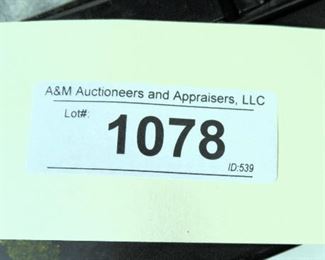 A&M Auctioneers and Appraisers, LLC
Lot#:
1078
ID:539